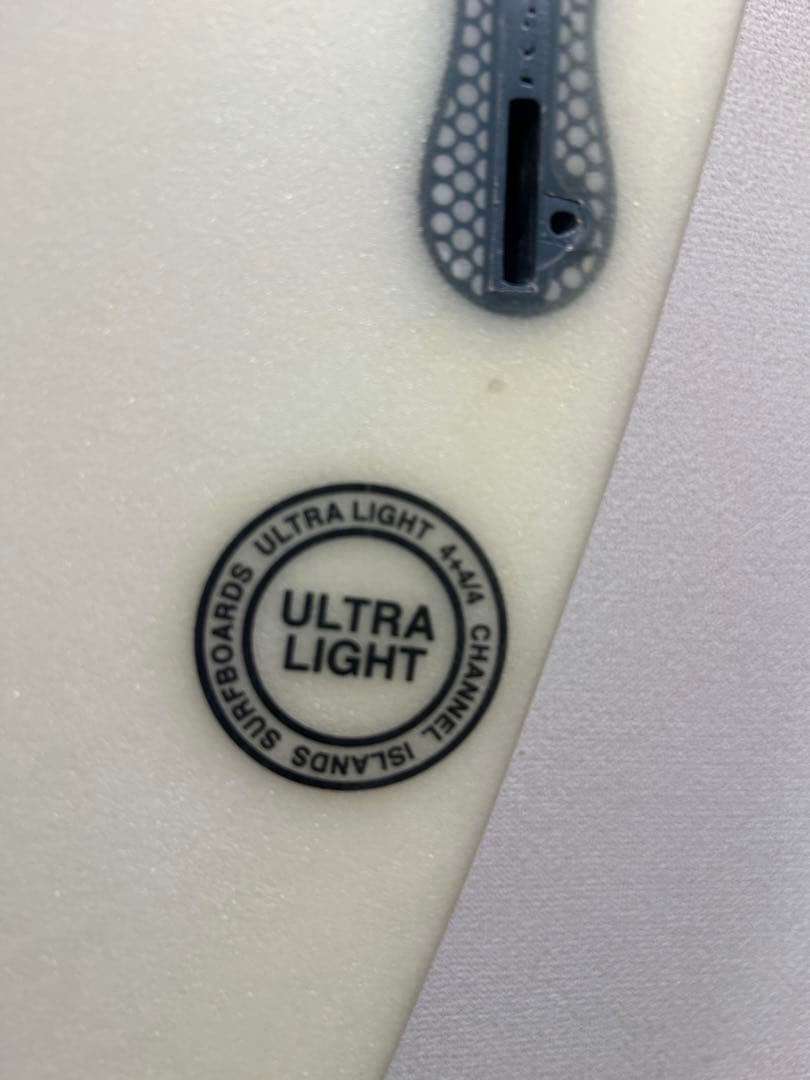 ULTRA LIGHT 4+4/4 CHANNEL ISLANDS SURFBOARDS
ULTRA
LIGHT